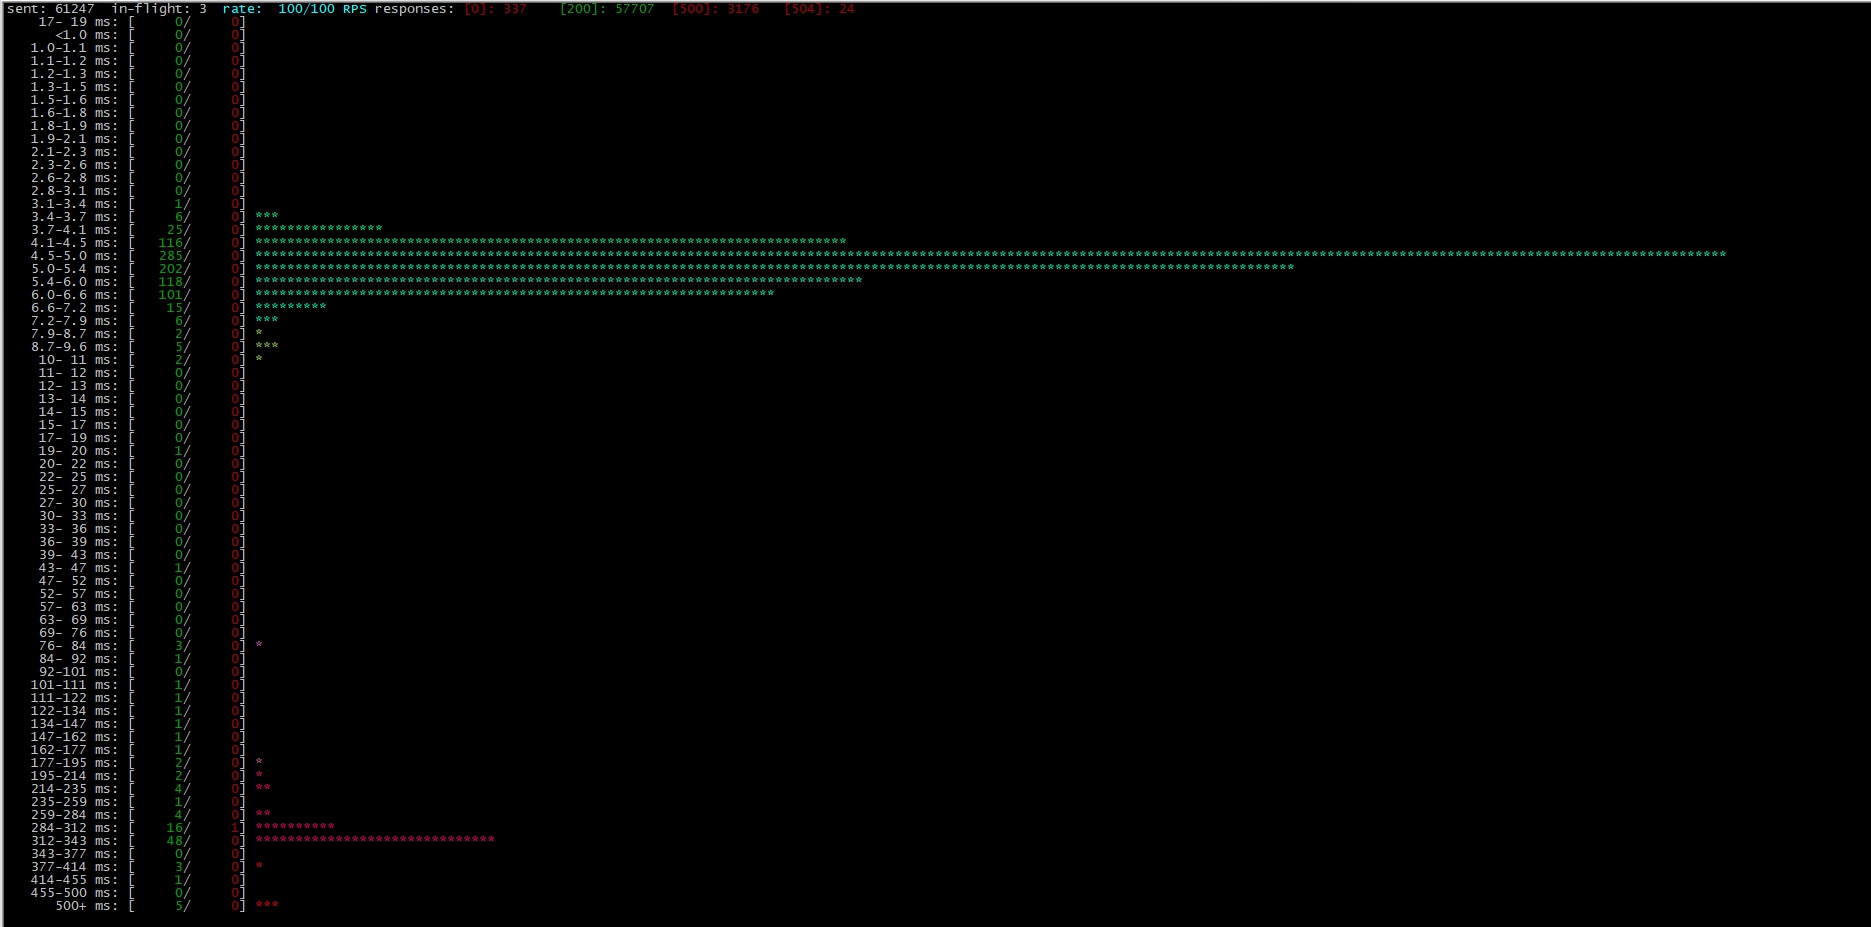 sent: 61247  in-flight: 3  rate:  100/100 RPS responses: [0]: 337    [200]: 57707  [500]: 3176   [504]: 24
17- 19 ms: [     0/     0]
<1.0 ms: [     0/     0]
1.0-1.1 ms: [     0/     0]
1.1-1.2 ms: [     0/     0]
1.2-1.3 ms: [     0/     0]
1.3-1.5 ms: [     0/     0]
1.5-1.6 ms: [     0/     0]
1.6-1.8 ms: [     0/     0]
1.8-1.9 ms: [     0/     0]
1.9-2.1 ms: [     0/     0]
2.1-2.3 ms: [     0/     0]
2.3-2.6 ms: [     0/     0]
2.6-2.8 ms: [     0/     0]
2.8-3.1 ms: [     0/     0]
3.1-3.4 ms: [     1/     0]
3.4-3.7 ms: [     6/     0] ***
3.7-4.1 ms: [    25/     0] ****************
4.1-4.5 ms: [   116/     0] **************************************************************************
4.5-5.0 ms: [   285/     0] ****************************************************************************************************************************************************************************************
5.0-5.4 ms: [   202/     0] **********************************************************************************************************************************
5.4-6.0 ms: [   118/     0] ****************************************************************************
6.0-6.6 ms: [   101/     0] *****************************************************************
6.6-7.2 ms: [    15/     0] *********
7.2-7.9 ms: [     6/     0] ***
7.9-8.7 ms: [     2/     0] *
8.7-9.6 ms: [     5/     0] ***
10- 11 ms: [     2/     0] *
11- 12 ms: [     0/     0]
12- 13 ms: [     0/     0]
13- 14 ms: [     0/     0]
14- 15 ms: [     0/     0]
15- 17 ms: [     0/     0]
17- 19 ms: [     0/     0]
19- 20 ms: [     1/     0]
20- 22 ms: [     0/     0]
22- 25 ms: [     0/     0]
25- 27 ms: [     0/     0]
27- 30 ms: [     0/     0]
30- 33 ms: [     0/     0]
33- 36 ms: [     0/     0]
36- 39 ms: [     0/     0]
39- 43 ms: [     0/     0]
43- 47 ms: [     1/     0]
47- 52 ms: [     0/     0]
52- 57 ms: [     0/     0]
57- 63 ms: [     0/     0]
63- 69 ms: [     0/     0]
69- 76 ms: [     0/     0]
76- 84 ms: [     3/     0] *
84- 92 ms: [     1/     0]
92-101 ms: [     0/     0]
101-111 ms: [     1/     0]
111-122 ms: [     1/     0]
122-134 ms: [     1/     0]
134-147 ms: [     1/     0]
147-162 ms: [     1/     0]
162-177 ms: [     1/     0]
177-195 ms: [     2/     0] *
195-214 ms: [     2/     0] *
214-235 ms: [     4/     0] **
235-259 ms: [     1/     0]
259-284 ms: [     4/     0] **
284-312 ms: [    16/     1] **********
312-343 ms: [    48/     0] ******************************
343-377 ms: [     0/     0]
377-414 ms: [     3/     0] *
414-455 ms: [     1/     0]
455-500 ms: [     0/     0]
500+ ms: [     5/     0] ***